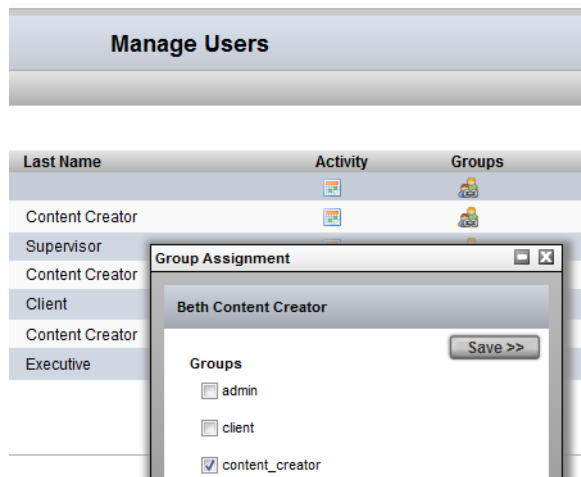 Manage Users
Last Name Activity Groups
Content Creator
Supervisor
Content Creator
Client
Content Creator
Executive
Group Assignment
Beth Content Creator
Save >>
Groups
admin
client
content_creator